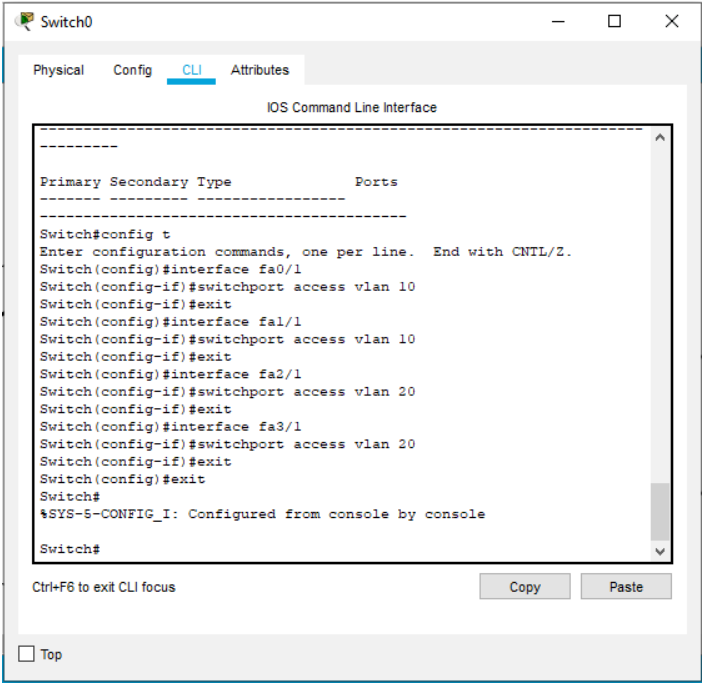 Switch0
Physical Config CLI Attributes
IOS Command Line Interface
----------------------------------------------------------------------
---------
Primary Secondary Type Ports
------- --------- -----------------
------------------------------------------
Switch#config t
Enter configuration commands, one per line. End with CNTL/Z.
Switch(config)#interface fa0/1
Switch(config-if)#switchport access vlan 10
Switch(config-if)#exit
Switch(config)#interface fa1/1
Switch(config-if)#switchport access vlan 10
Switch(config-if)#exit
Switch(config)#interface fa2/1
Switch(config-if)#switchport access vlan 20
Switch(config-if)#exit
Switch(config)#interface fa3/1
Switch(config-if)#switchport access vlan 20
Switch(config-if)#exit
Switch(config)#exit
Switch#
%SYS-5-CONFIG_I: Configured from console by console
Switch#
Ctrl+F6 to exit CLI focus
Copy
Paste
Top